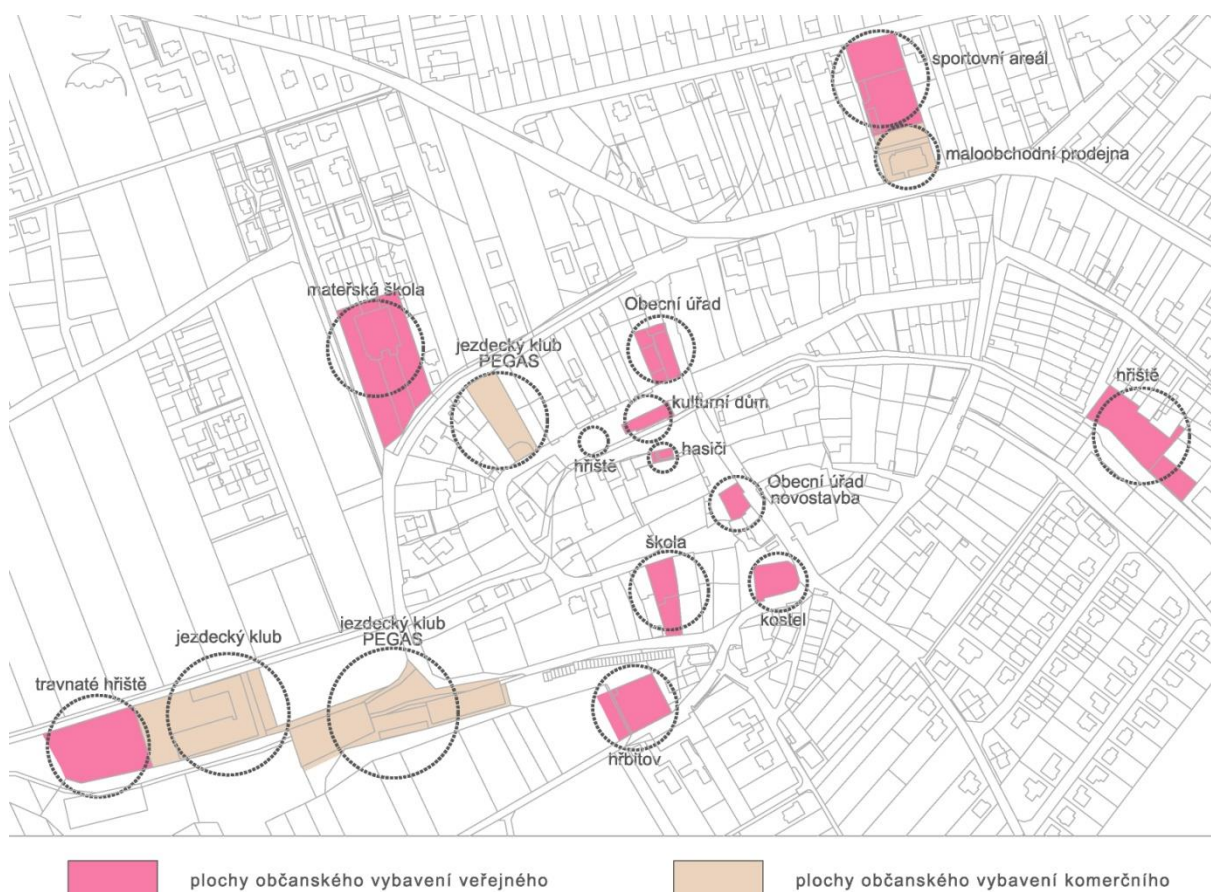 sportovní areál
maloobchodní prodejna
mateřská škola
Obecní úřad
jezdecký klub
PEGAS
hřiště
kulturní dům
hřiště
hasiči
Obecní úřad
novostavba
škola
kostel
jezdecký klub
jezdecký klub
PEGAS
travnaté hřiště
hřbitov
plochy občanského vybavení veřejného
plochy občanského vybavení komerčního